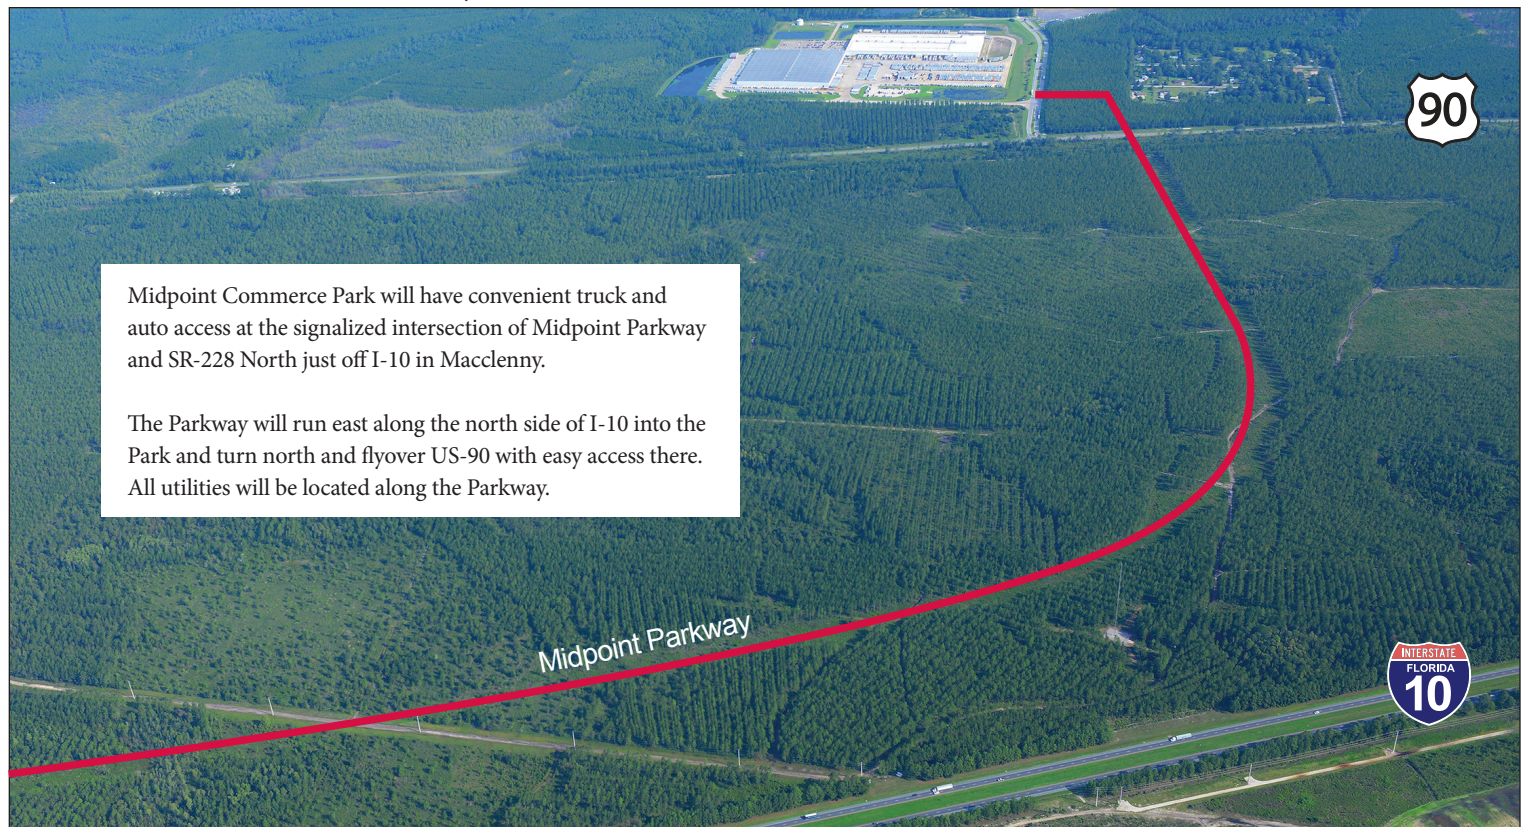 90
Midpoint Commerce Park will have convenient truck and
auto access at the signalized intersection of Midpoint Parkway
and SR-228 North just off I-10 in Macclenny.
The Parkway will run east along the north side of I-10 into the
Park and turn north and flyover US-90 with easy access there.
All utilities will be located along the Parkway.
Midpoint Parkway
INTERSTATE
FLORIDA
10